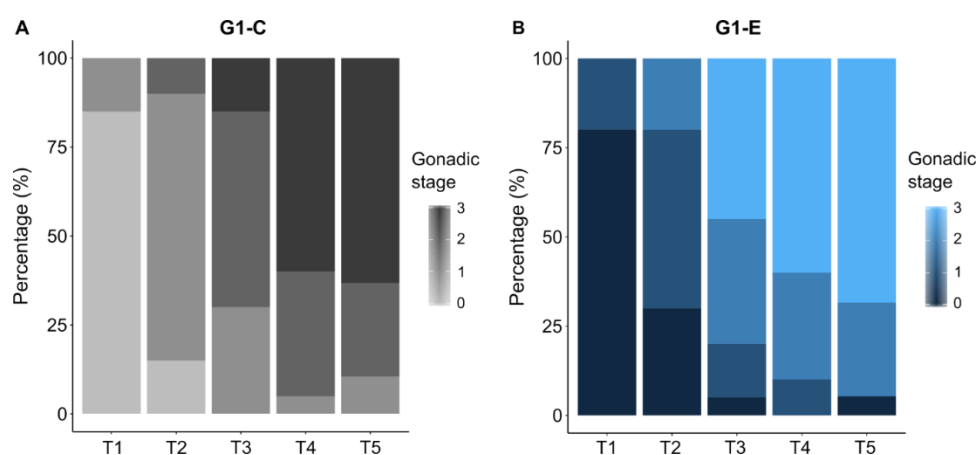 A
G1-C
Percentage (%)
100
75
50
25
0
T1 T2 T3 T4 T5
Gonadic
stage
3
2
1
0
B
G1-E
Percentage (%)
100
75
50
25
0
T1 T2 T3 T4 T5
Gonadic
stage
3
2
1
0